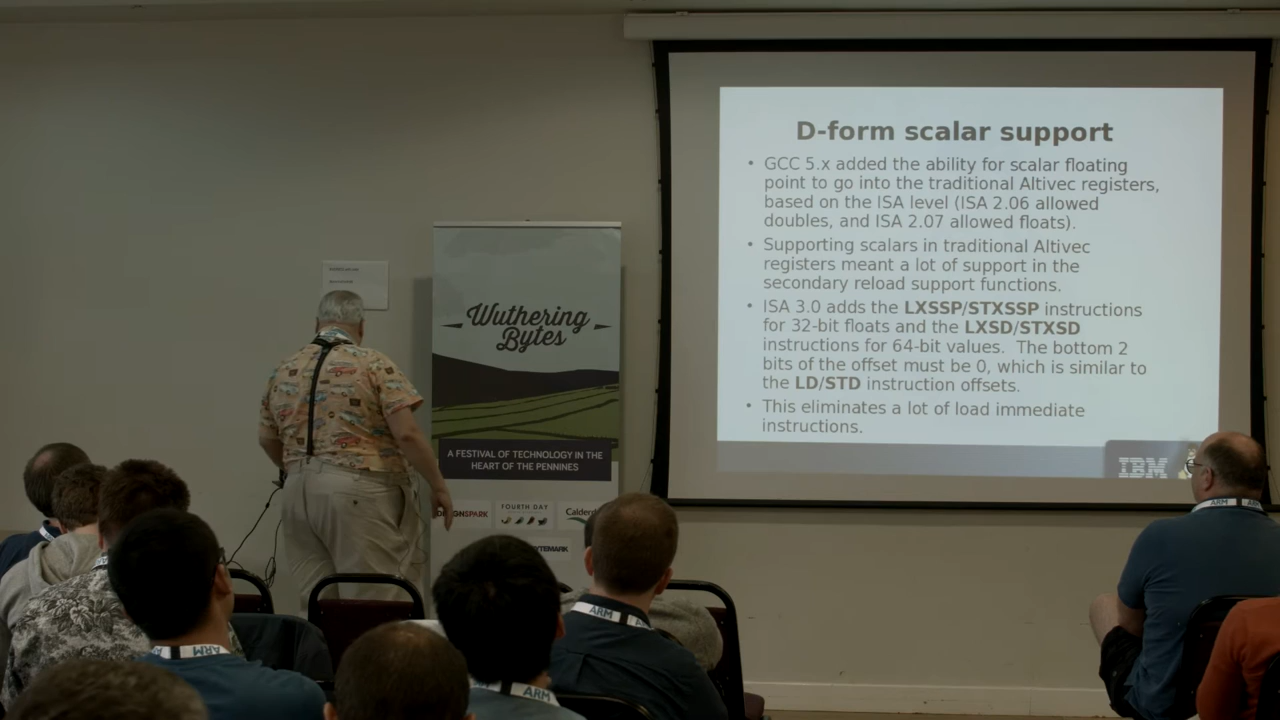 D-form scalar support
• GCC 5.x added the ability for scalar floating
point to go into the traditional Altivec registers,
based on the ISA level (ISA 2.06 allowed
doubles, and ISA 2.07 allowed floats).
• Supporting scalars in traditional Altivec
registers meant a lot of support in the
secondary reload support functions.
• ISA 3.0 adds the LXSSP/STXSSP instructions
for 32-bit floats and the LXSD/STXSD
instructions for 64-bit values. The bottom 2
bits of the offset must be 0, which is similar to
the LD/STD instruction offsets.
• This eliminates a lot of load immediate
instructions.
IBM
Wuthering
Bytes
A FESTIVAL OF TECHNOLOGY IN THE
HEART OF THE PENNINES
FOURTH DAY
ARM
ARM
ARM
ARM
ARM